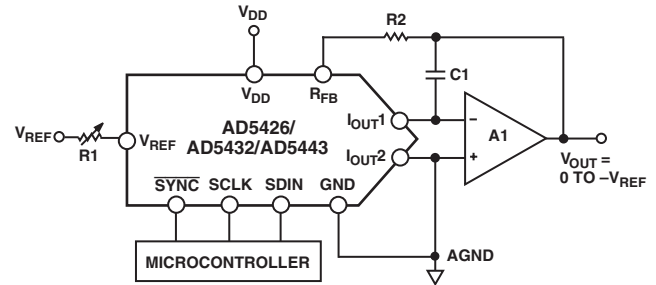 R2
VDD
C1
VDD
RFB
VREF
R1
VREF
AD5426/
AD5432/AD5443
IOUT1
IOUT2
–
+
A1
VOUT =
0 TO –VREF
SYNC
SCLK
SDIN
GND
AGND
MICROCONTROLLER